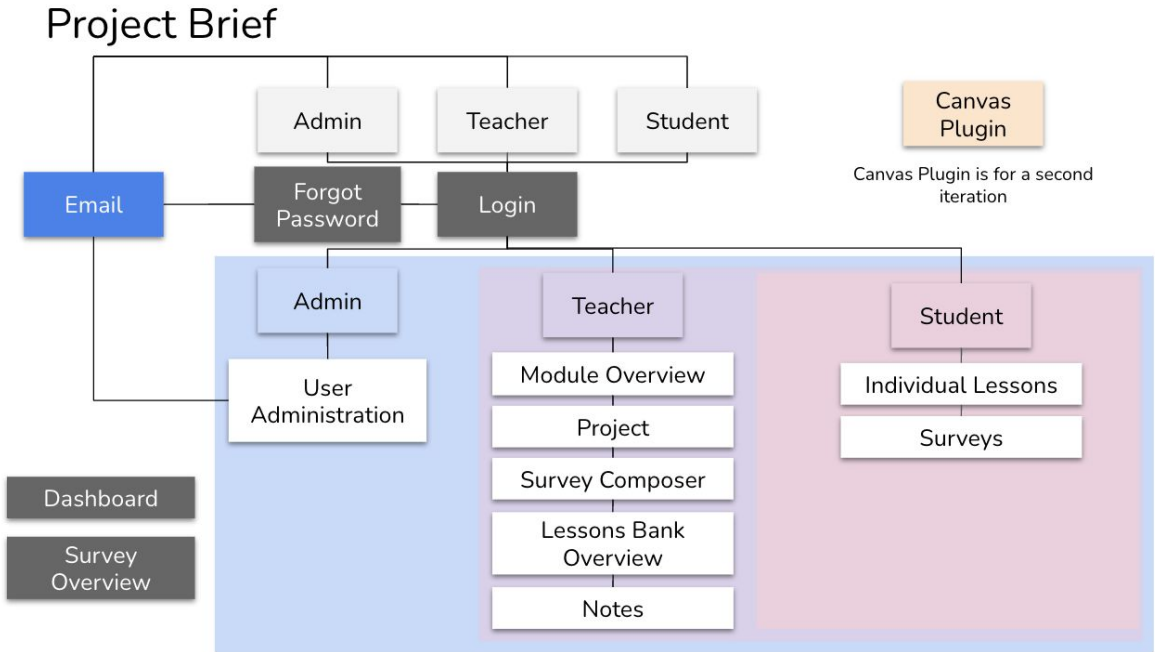 Project Brief
Admin
Teacher
Student
Canvas
Plugin
Canvas Plugin is for a second
iteration
Email
Forgot
Password
Login
Admin
Teacher
Student
User
Administration
Module Overview
Project
Survey Composer
Lessons Bank
Overview
Notes
Individual Lessons
Surveys
Dashboard
Survey
Overview